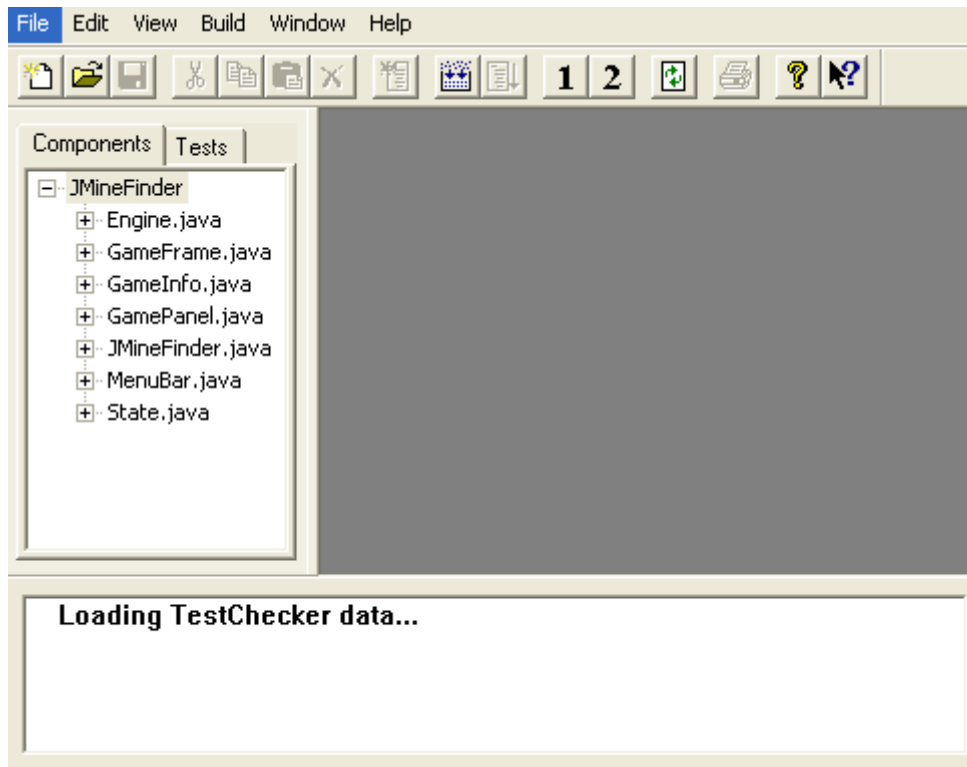 File Edit View Build Window Help
1 2
Components Tests
JMineFinder
Engine.java
GameFrame.java
GameInfo.java
GamePanel.java
JMineFinder.java
MenuBar.java
State.java
Loading TestChecker data...